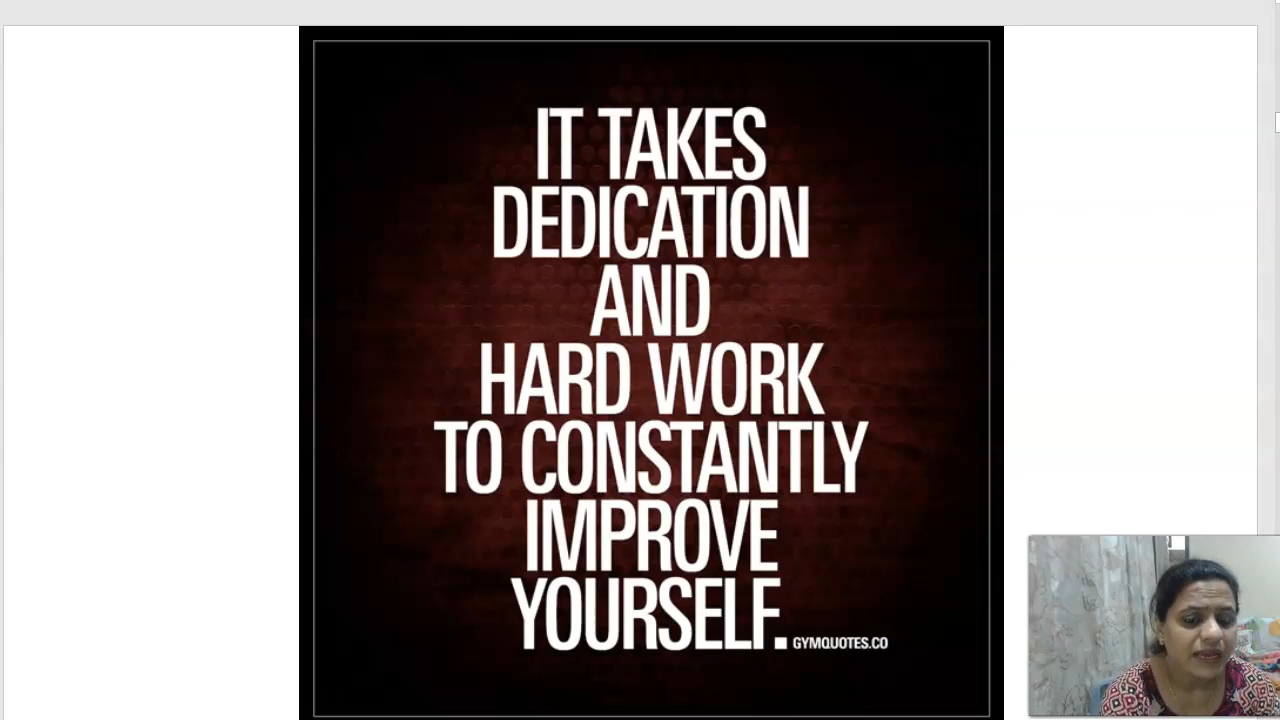 IT TAKES
DEDICATION
AND
HARD WORK
TO CONSTANTLY
IMPROVE
YOURSELF. GYMQUOTES.CO